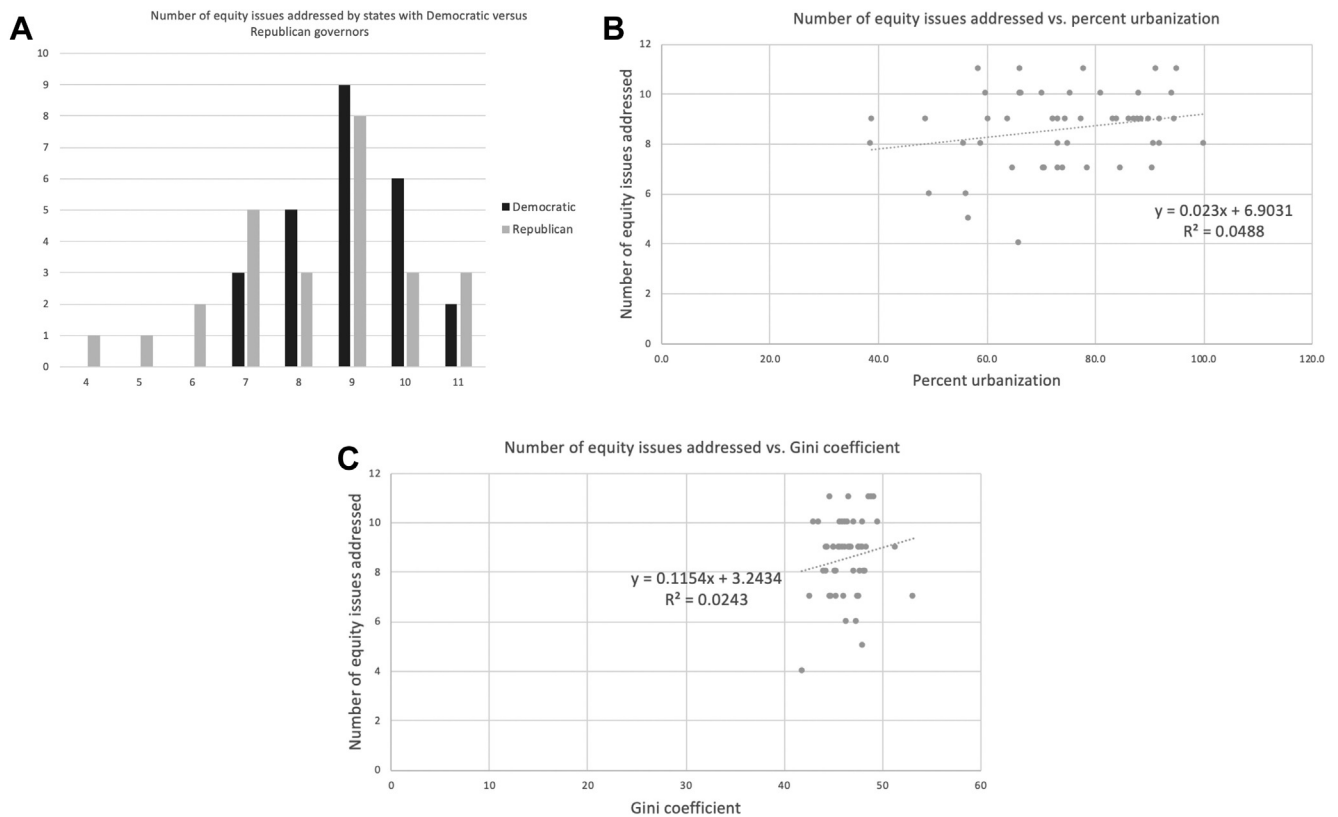 A
Number of equity issues addressed by states with Democratic versus
Republican governors
10
9
8
7
6
5
4
3
2
1
0
4 5 6 7 8 9 10 11
Democratic
Republican
B
Number of equity issues addressed vs. percent urbanization
Number of equity issues addressed
12
10
8
6
4
2
0
y = 0.023x + 6.9031
R² = 0.0488
0.0 20.0 40.0 60.0 80.0 100.0 120.0
Percent urbanization
C
Number of equity issues addressed vs. Gini coefficient
Number of equity issues addressed
12
10
8
6
4
2
0
y = 0.1154x + 3.2434
R² = 0.0243
0 10 20 30 40 50 60
Gini coefficient